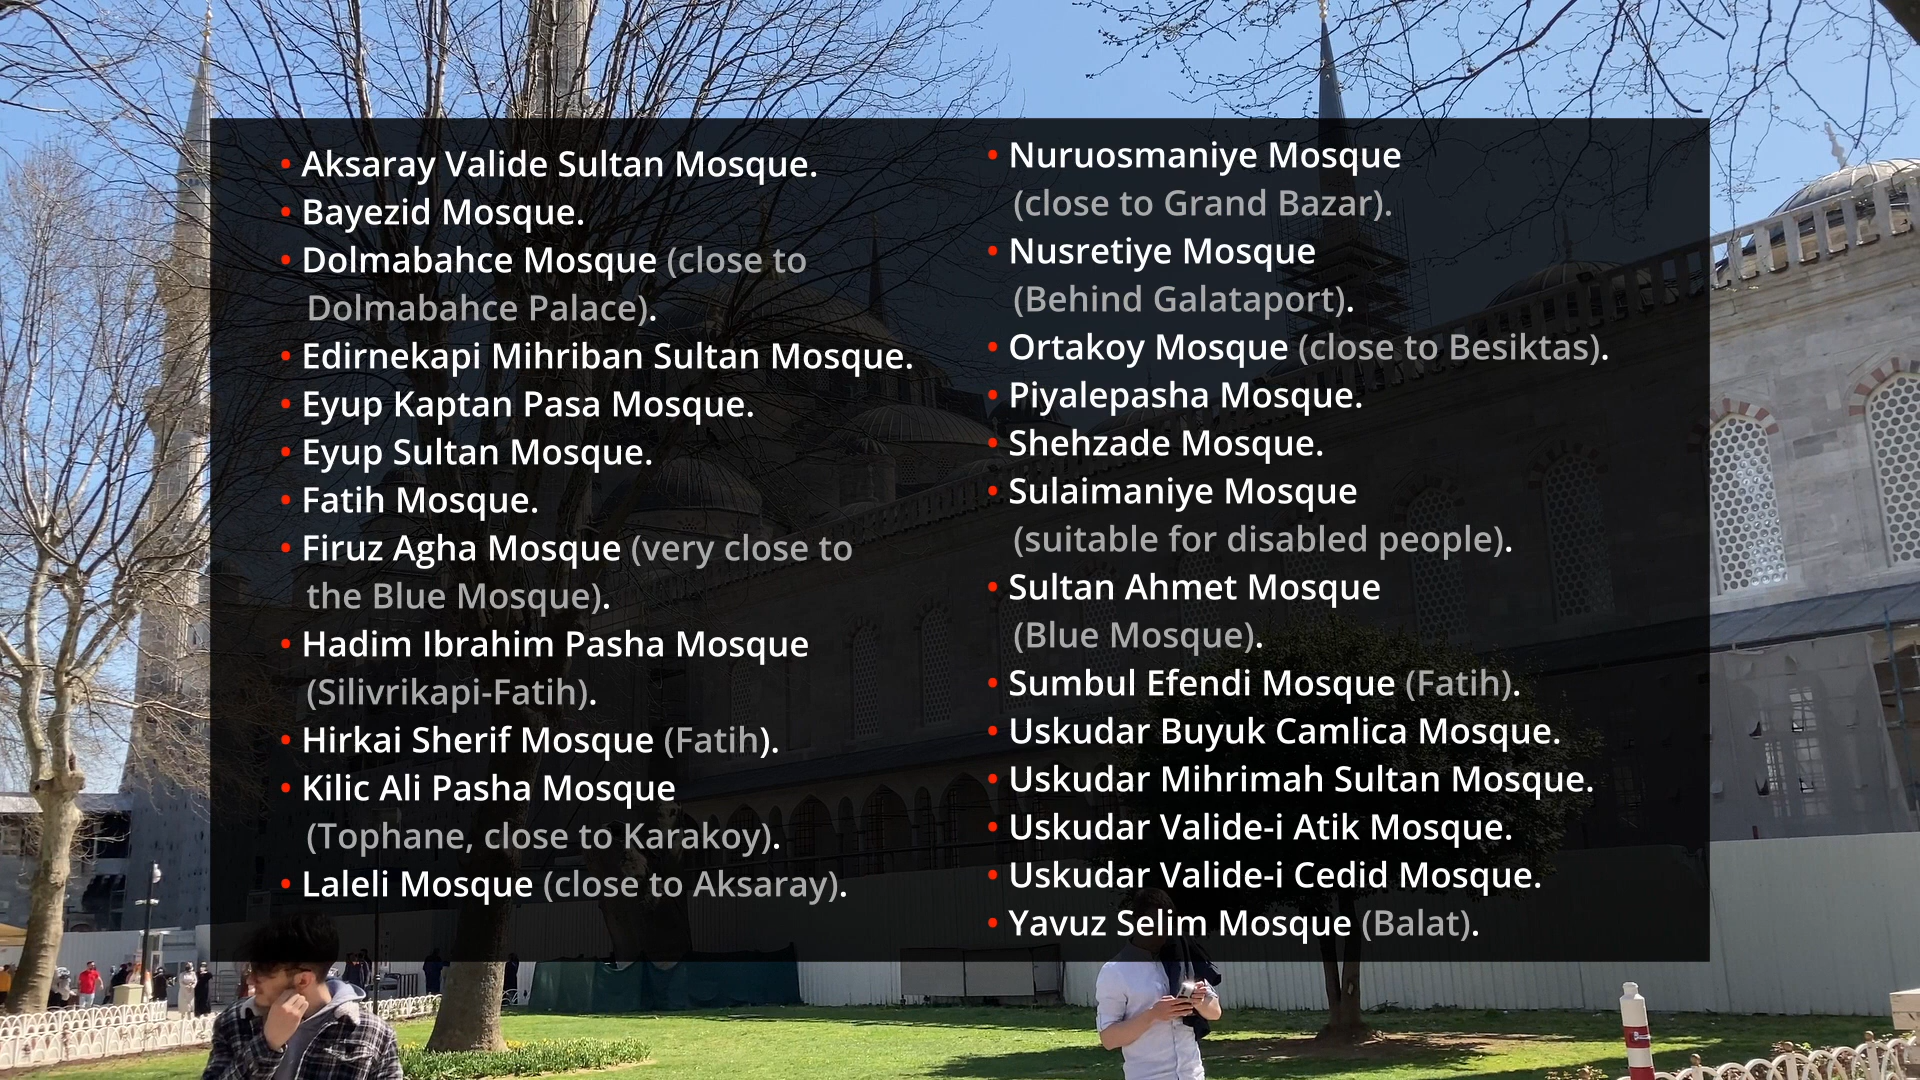 • Aksaray Valide Sultan Mosque.
• Bayezid Mosque.
• Dolmabahce Mosque (close to
Dolmabahce Palace).
• Edirnekapi Mihriban Sultan Mosque.
• Eyup Kaptan Pasa Mosque.
• Eyup Sultan Mosque.
• Fatih Mosque.
• Firuz Agha Mosque (very close to
the Blue Mosque).
• Hadim Ibrahim Pasha Mosque
(Silivrikapi-Fatih).
• Hirkai Sherif Mosque (Fatih).
• Kilic Ali Pasha Mosque
(Tophane, close to Karakoy).
• Laleli Mosque (close to Aksaray).
• Nuruosmaniye Mosque
(close to Grand Bazar).
• Nusretiye Mosque
(Behind Galataport).
• Ortakoy Mosque (close to Besiktas).
• Piyalepasha Mosque.
• Shehzade Mosque.
• Sulaimaniye Mosque
(suitable for disabled people).
• Sultan Ahmet Mosque
(Blue Mosque).
• Sumbul Efendi Mosque (Fatih).
• Uskudar Buyuk Camlica Mosque.
• Uskudar Mihrimah Sultan Mosque.
• Uskudar Valide-i Atik Mosque.
• Uskudar Valide-i Cedid Mosque.
• Yavuz Selim Mosque (Balat).